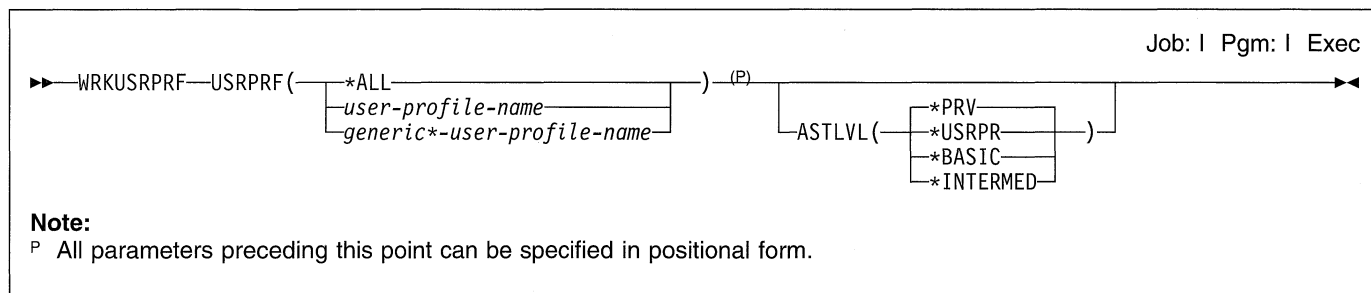 Job: I Pgm: I Exec
WRKUSRPRF USRPRF( *ALL ) (P)
user-profile-name
generic*-user-profile-name
ASTLVL( *PRV )
*USRPR
*BASIC
*INTERMED
Note:
P All parameters preceding this point can be specified in positional form.